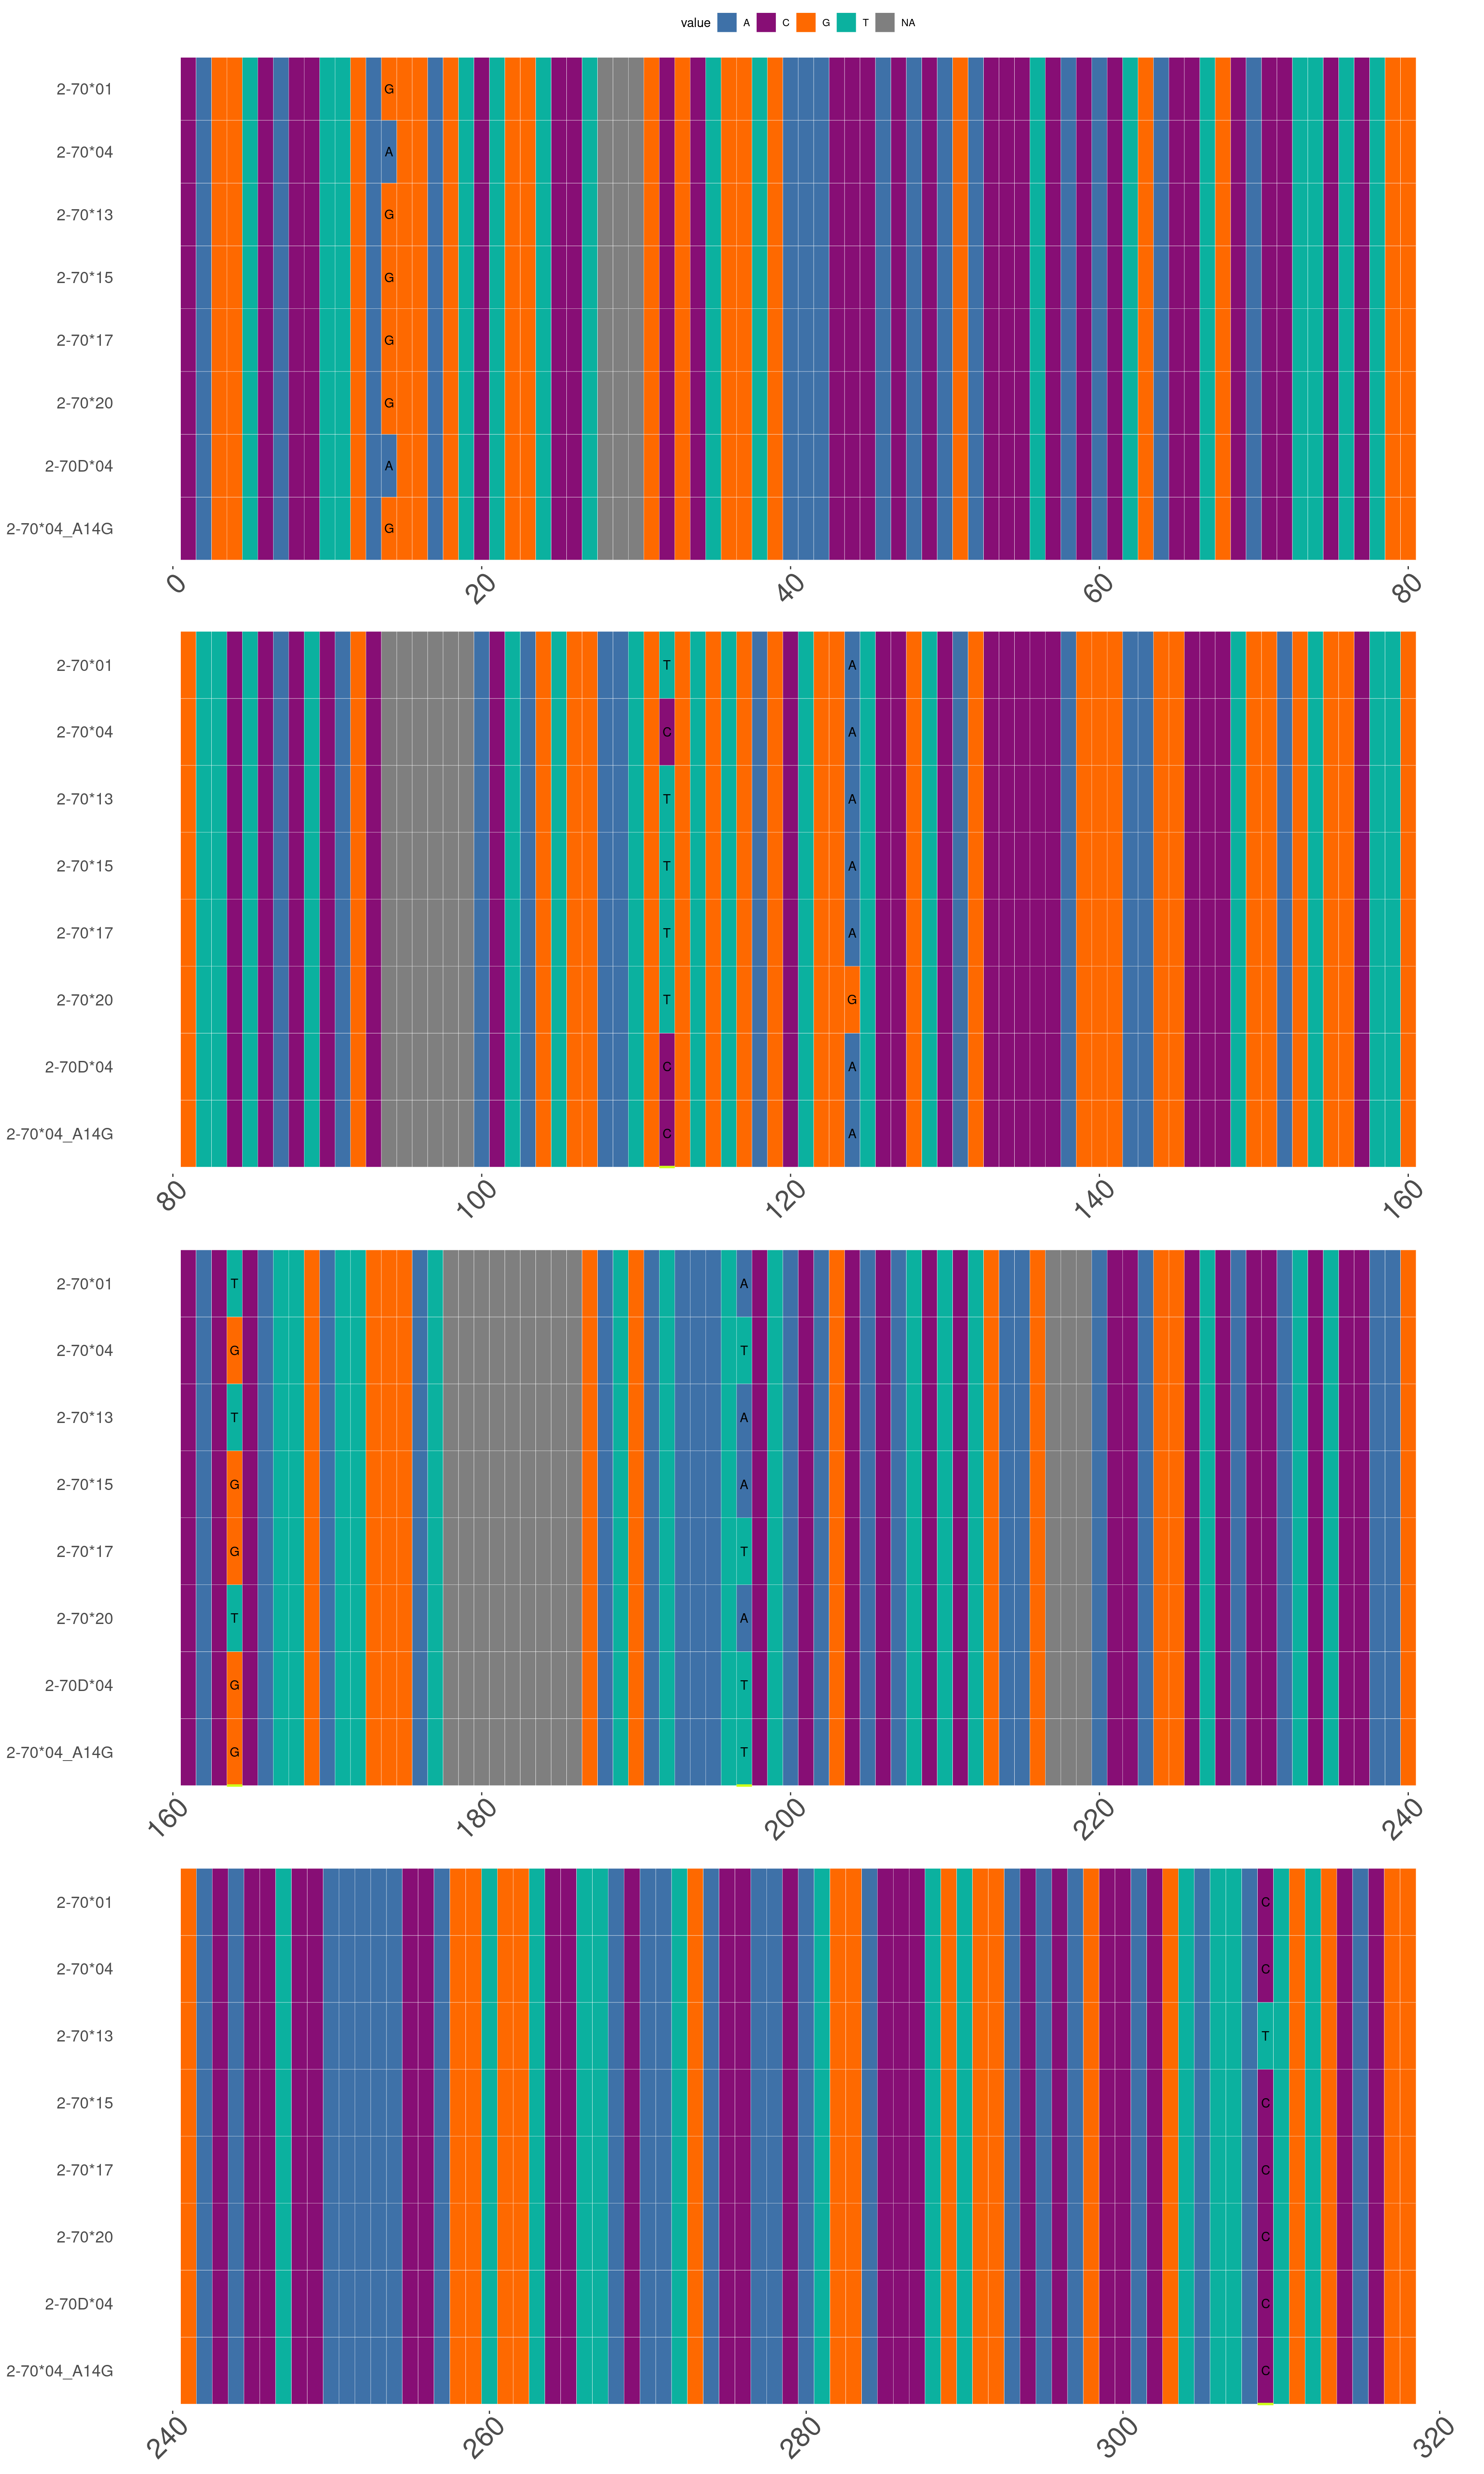 value A C G T NA
2-70*01 G
2-70*04 A
2-70*13 G
2-70*15 G
2-70*17 G
2-70*20 G
2-70D*04 A
2-70*04_A14G G
0 20 40 60 80
2-70*01 T A
2-70*04 C A
2-70*13 T A
2-70*15 T A
2-70*17 T A
2-70*20 T G
2-70D*04 C A
2-70*04_A14G C A
80 100 120 140 160
2-70*01 T A
2-70*04 G T
2-70*13 T A
2-70*15 G A
2-70*17 G T
2-70*20 T A
2-70D*04 G T
2-70*04_A14G G T
160 180 200 220 240
2-70*01 C
2-70*04 C
2-70*13 T
2-70*15 C
2-70*17 C
2-70*20 C
2-70D*04 C
2-70*04_A14G C
240 260 280 300 320